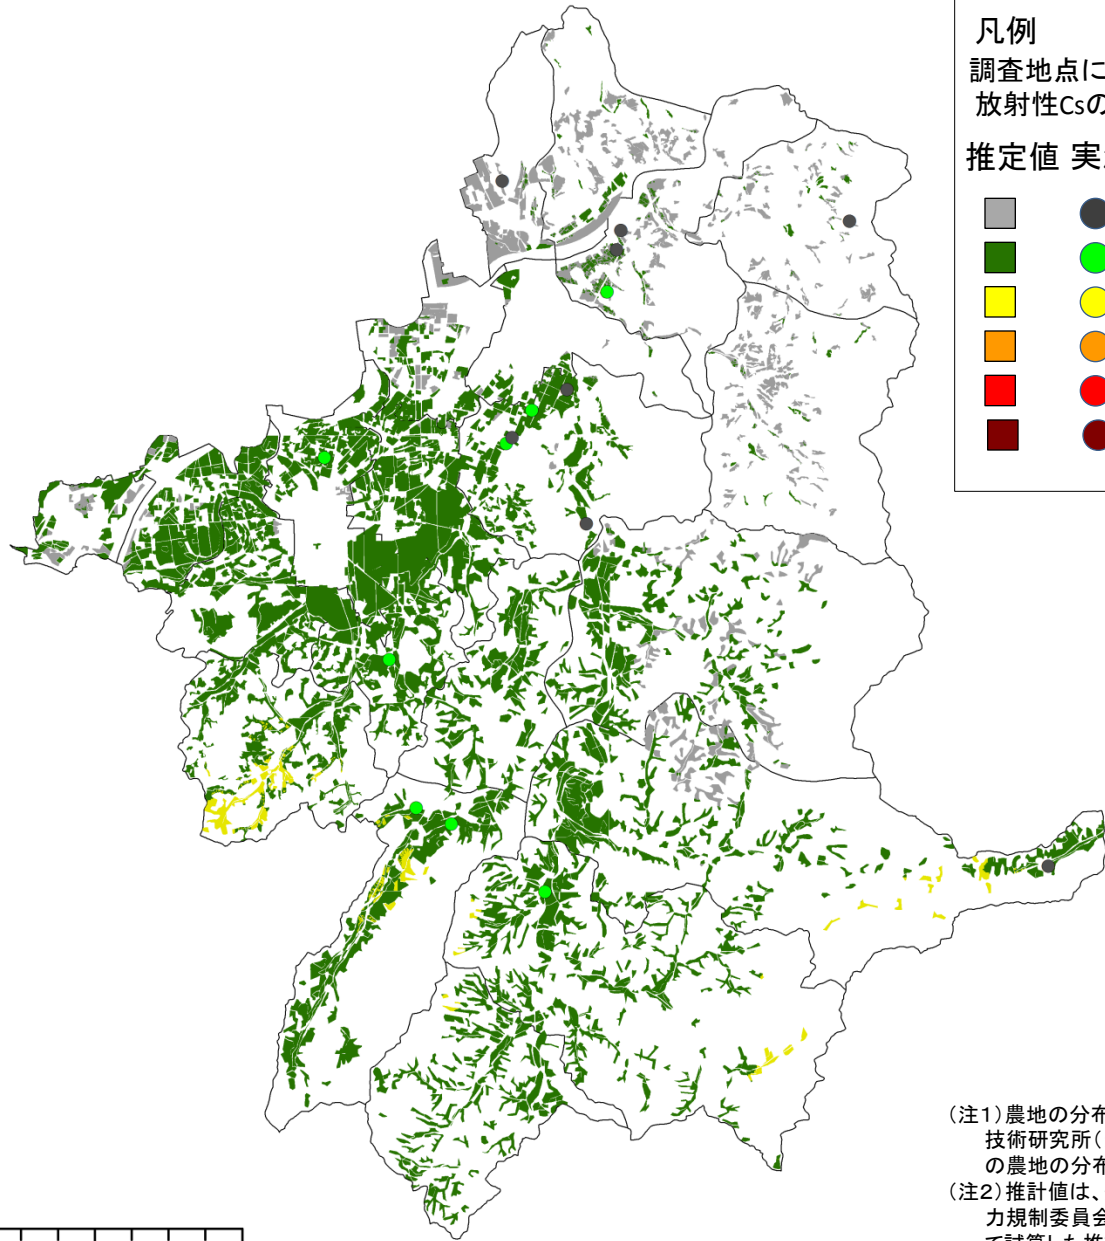 凡例
調査地点に
放射性Csの
推定値 実
(注1)農地の分布
技術研究所(
の農地の分布
(注2)推計値は、
力規制委員会